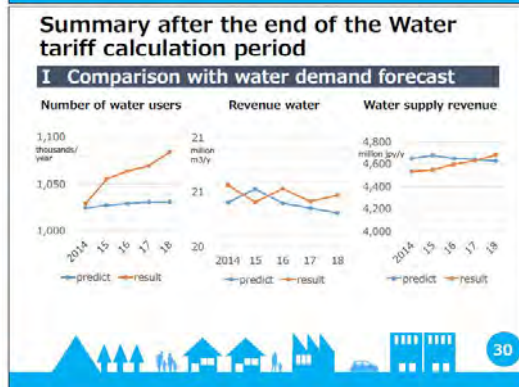 Summary after the end of the Water
tariff calculation period
I Comparison with water demand forecast
Number of water users
1,100
thousands/
year
1,050
1,000
2014 15 16 17 18
predict result
Revenue water
21
million
m3/y
21
20
2014 15 16 17 18
predict result
Water supply revenue
4,800
million jpy/y
4,600
4,400
4,200
4,000
2014 15 16 17 18
predict result
30